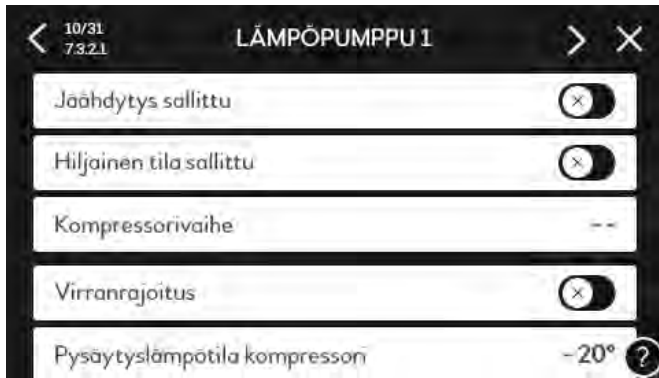 10/31
7.3.2.1
LÄMPÖPUMPPU 1
Jäähdytys sallittu
Hiljainen tila sallittu
Kompressorivaihe --
Virranrajoitus
Pysäytyslämpötila kompressori -20°
?